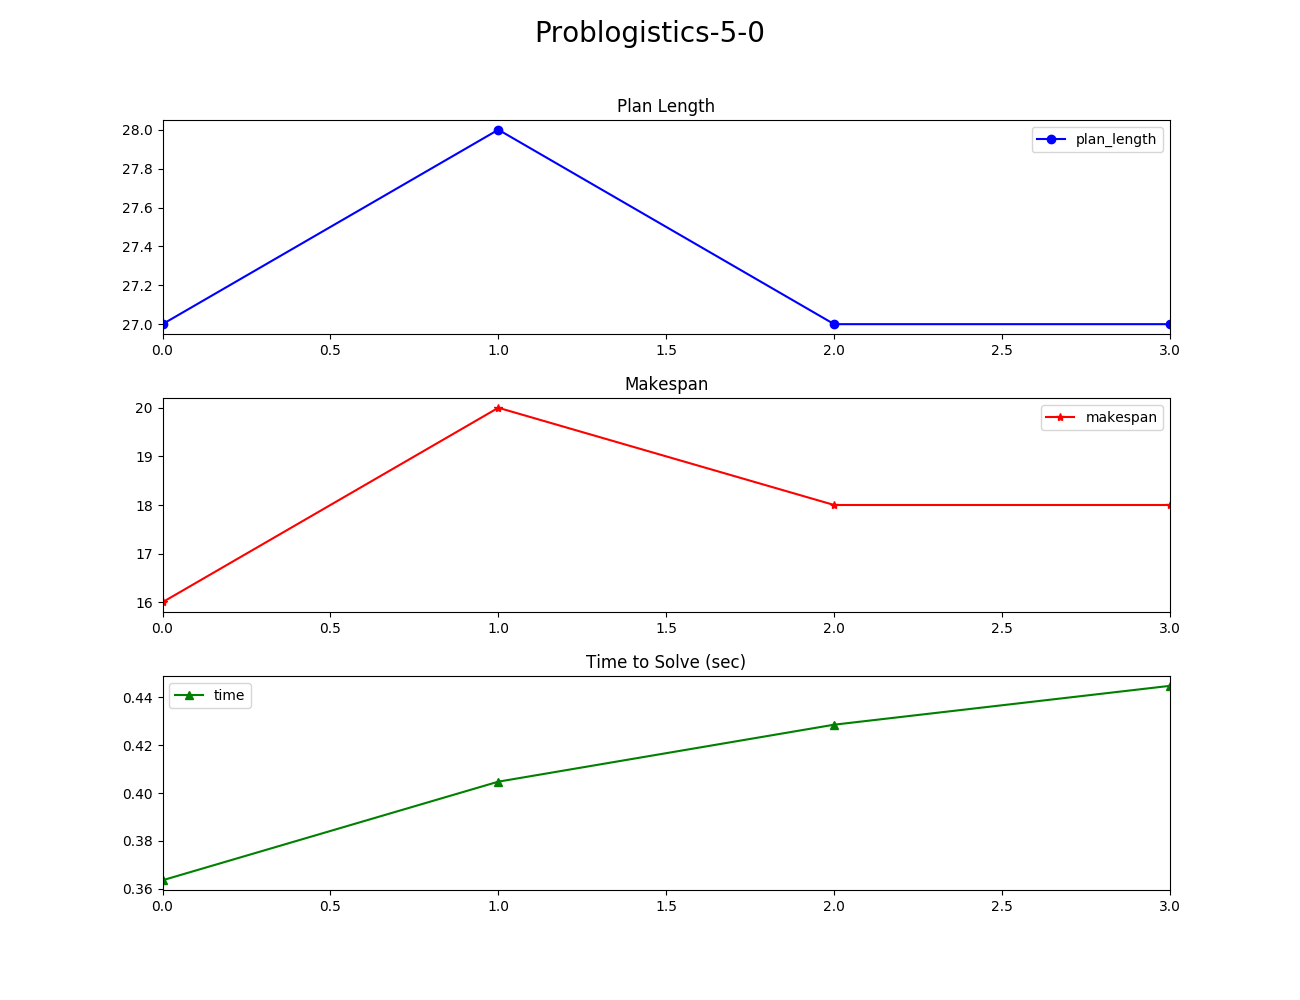 Problogistics-5-0
Plan Length
28.0
27.8
27.6
27.4
27.2
27.0
plan_length
0.0 0.5 1.0 1.5 2.0 2.5 3.0
Makespan
20
19
18
17
16
makespan
0.0 0.5 1.0 1.5 2.0 2.5 3.0
Time to Solve (sec)
0.44
0.42
0.40
0.38
0.36
time
0.0 0.5 1.0 1.5 2.0 2.5 3.0